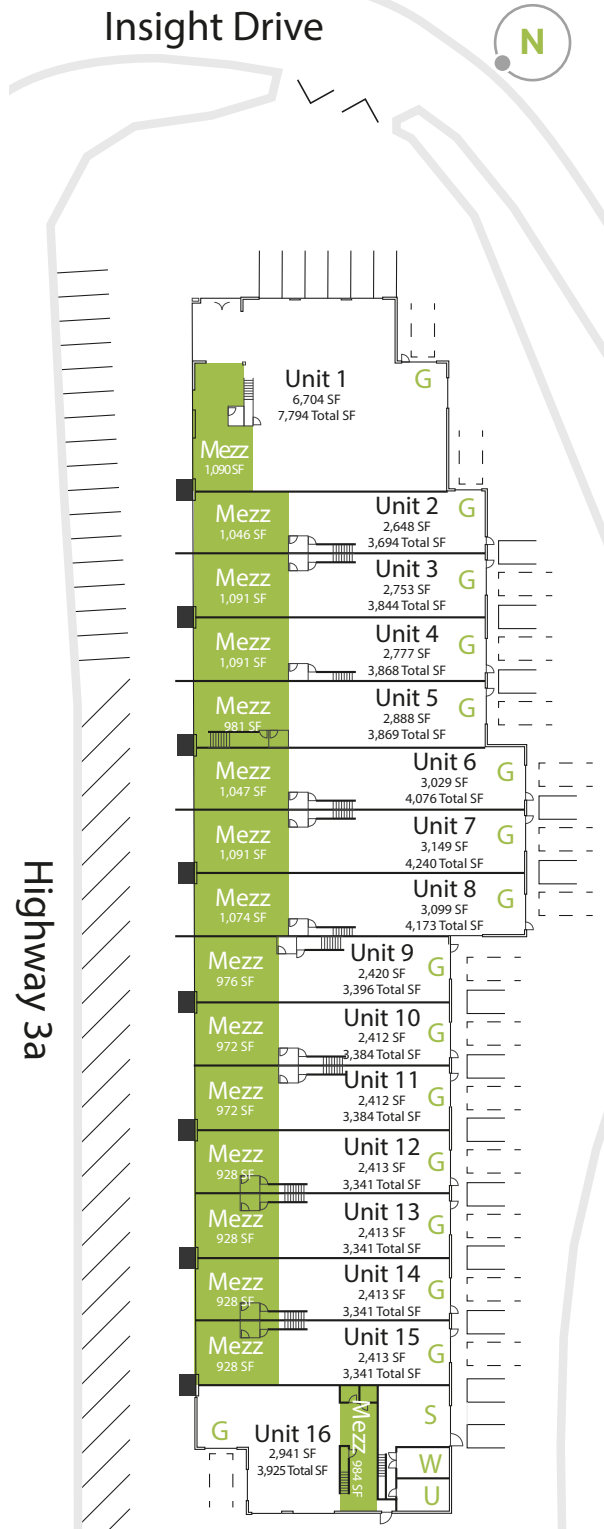 Insight Drive
N
Unit 1
6,704 SF
7,794 Total SF
G
Mezz
1,090 SF
Mezz
1,046 SF
Unit 2
2,648 SF
3,694 Total SF
G
Mezz
1,091 SF
Unit 3
2,753 SF
3,844 Total SF
G
Mezz
1,091 SF
Unit 4
2,777 SF
3,868 Total SF
G
Mezz
981 SF
Unit 5
2,888 SF
3,869 Total SF
G
Mezz
1,047 SF
Unit 6
3,029 SF
4,076 Total SF
G
Mezz
1,091 SF
Unit 7
3,149 SF
4,240 Total SF
G
Mezz
1,074 SF
Unit 8
3,099 SF
4,173 Total SF
G
Highway 3a
Mezz
976 SF
Unit 9
2,420 SF
3,396 Total SF
G
Mezz
972 SF
Unit 10
2,412 SF
3,384 Total SF
G
Mezz
972 SF
Unit 11
2,412 SF
3,384 Total SF
G
Mezz
928 SF
Unit 12
2,413 SF
3,341 Total SF
G
Mezz
928 SF
Unit 13
2,413 SF
3,341 Total SF
G
Mezz
928 SF
Unit 14
2,413 SF
3,341 Total SF
G
Mezz
928 SF
Unit 15
2,413 SF
3,341 Total SF
G
G
Unit 16
2,941 SF
3,925 Total SF
Mezz
984 SF
S
W
U